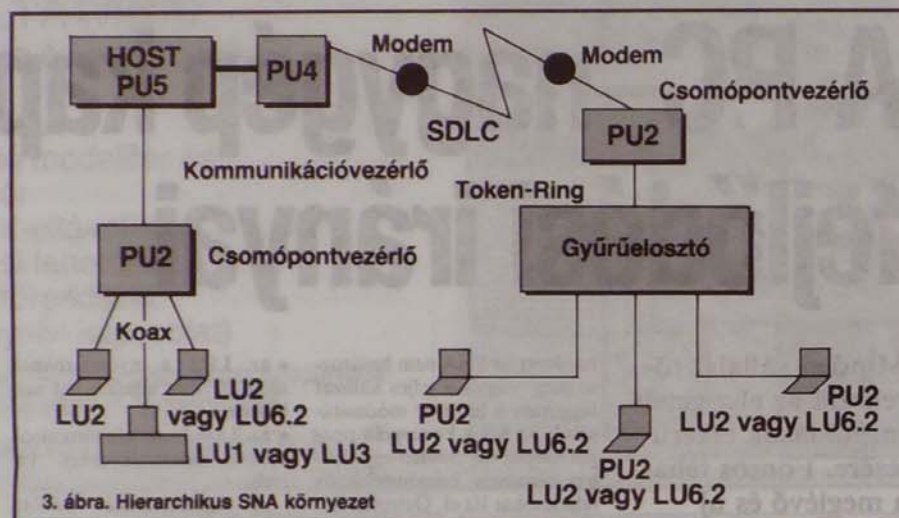 HOST
PU5
PU4
Modem
Modem
SDLC
Csomópontvezérlő
PU2
Kommunikációvezérlő
Token-Ring
Gyűrűelosztó
PU2
Csomópontvezérlő
Koax
LU2
LU2
vagy LU6.2
LU1 vagy LU3
PU2
LU2 vagy LU6.2
PU2
LU2 vagy LU6.2
PU2
LU2 vagy LU6.2
3. ábra. Hierarchikus SNA környezet